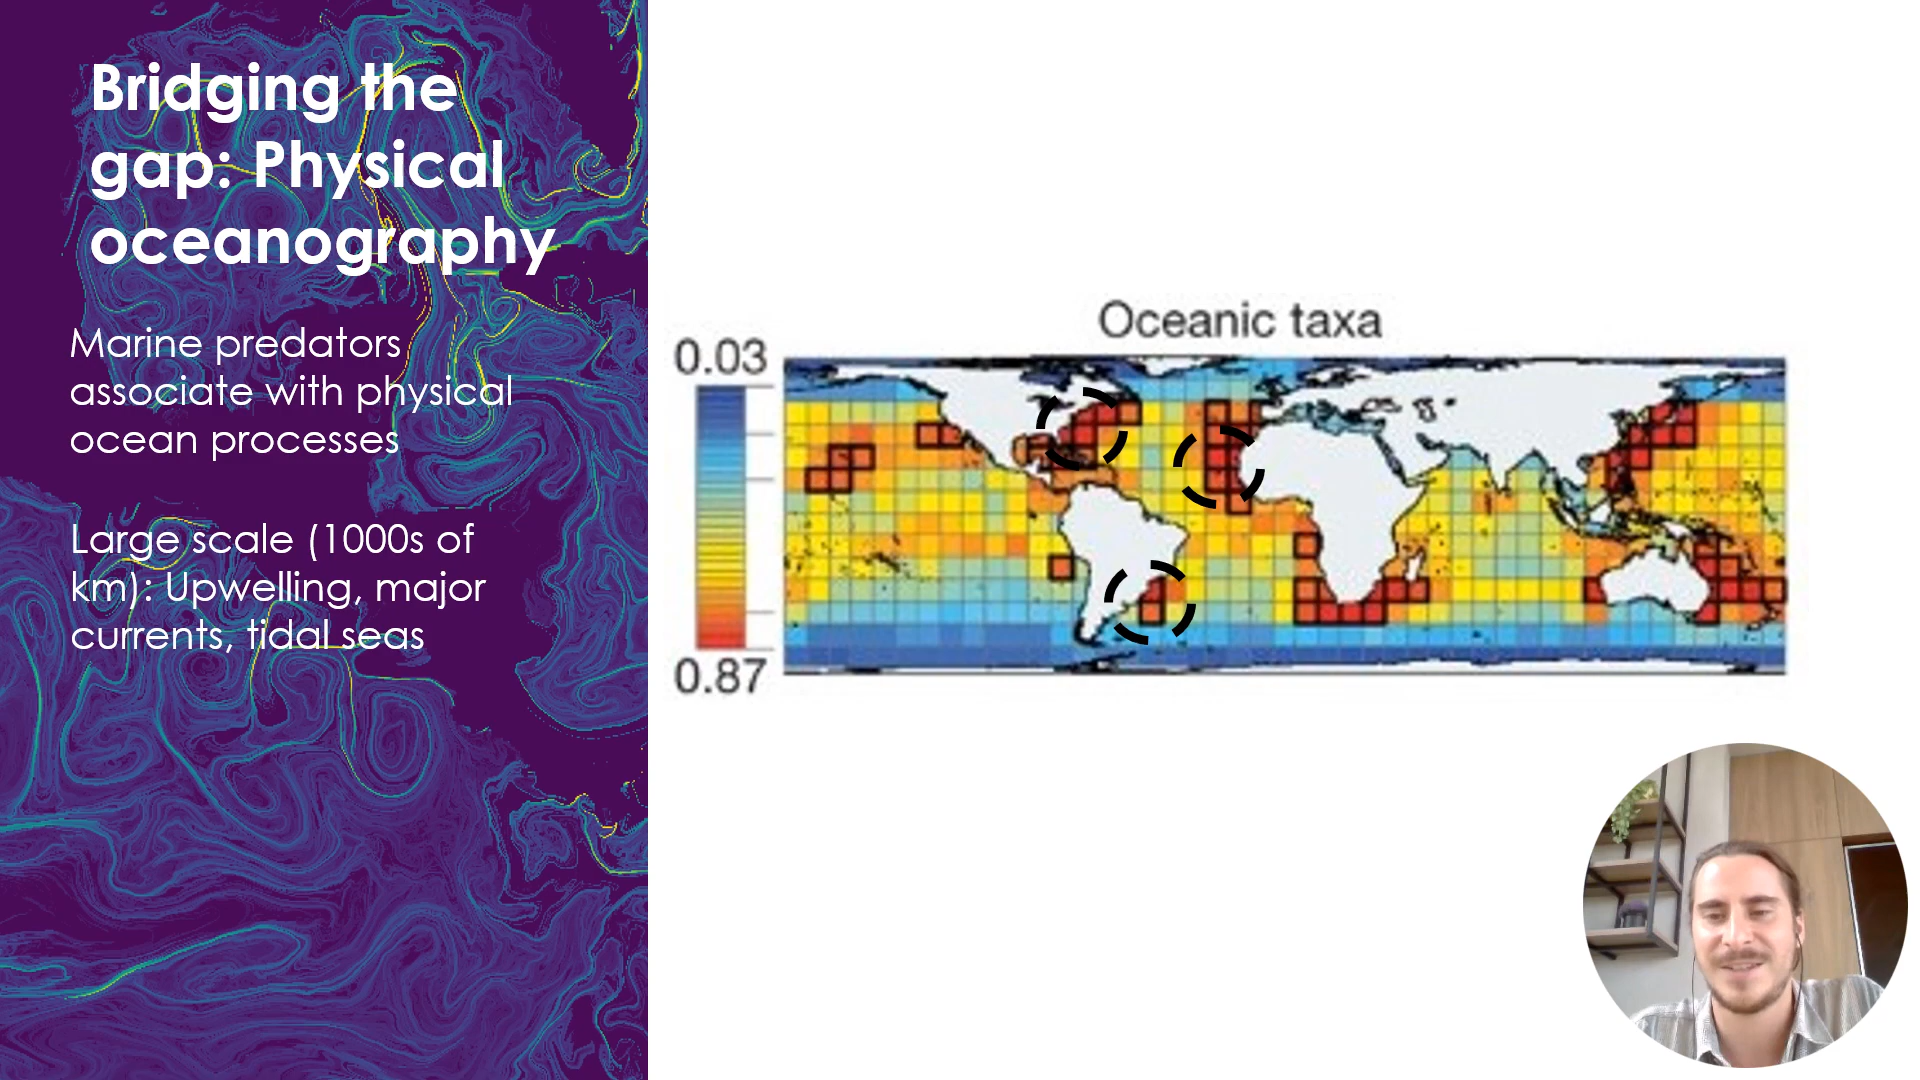 Bridging the
gap: Physical
oceanography
Marine predators
associate with physical
ocean processes
Large scale (1000s of
km): Upwelling, major
currents, tidal seas
Oceanic taxa
0.03
0.87